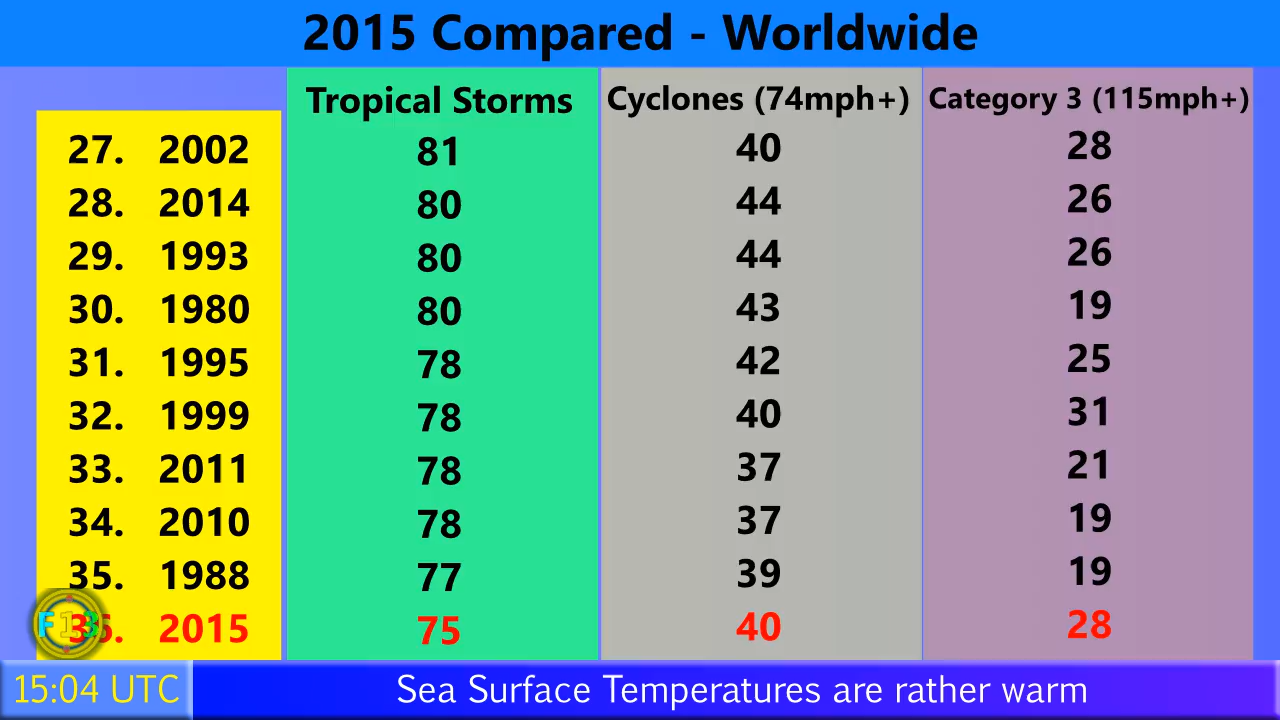 2015 Compared - Worldwide
Tropical Storms Cyclones (74mph+) Category 3 (115mph+)
27. 2002 81 40 28
28. 2014 80 44 26
29. 1993 80 44 26
30. 1980 80 43 19
31. 1995 78 42 25
32. 1999 78 40 31
33. 2011 78 37 21
34. 2010 78 37 19
35. 1988 77 39 19
36. 2015 75 40 28
F13
15:04 UTC Sea Surface Temperatures are rather warm